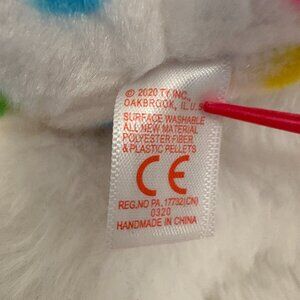 © 2020 TY INC.,
OAKBROOK, IL U.S
SURFACE WASHABLE
ALL NEW MATERIAL
POLYESTER FIBER
& PLASTIC PELLETS
CE
REG.NO PA. 17732(CN)
0320
HANDMADE IN CHINA